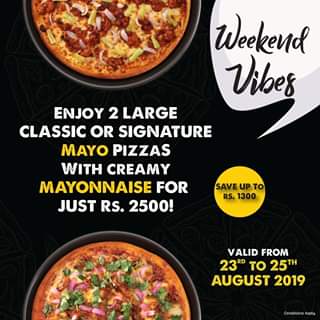 Weekend
Vibes
ENJOY 2 LARGE
CLASSIC OR SIGNATURE
MAYO PIZZAS
WITH CREAMY
MAYONNAISE FOR
JUST RS. 2500!
SAVE UP TO
RS. 1300
VALID FROM
23RD TO 25TH
AUGUST 2019
Conditions Apply